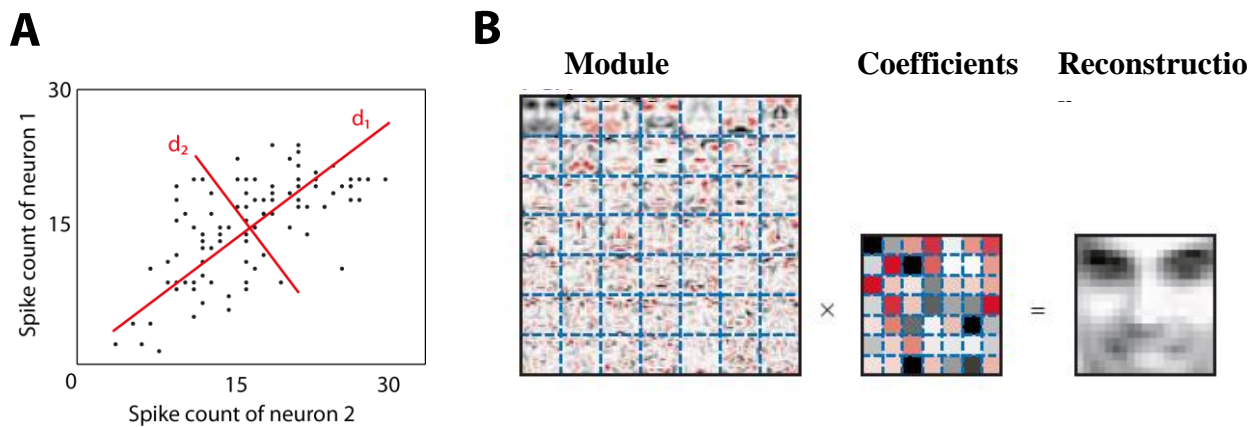 A
30
Spike count of neuron 1
15
0
15
30
Spike count of neuron 2
d₁
d₂
B
Module
Coefficients
Reconstructio
×
=